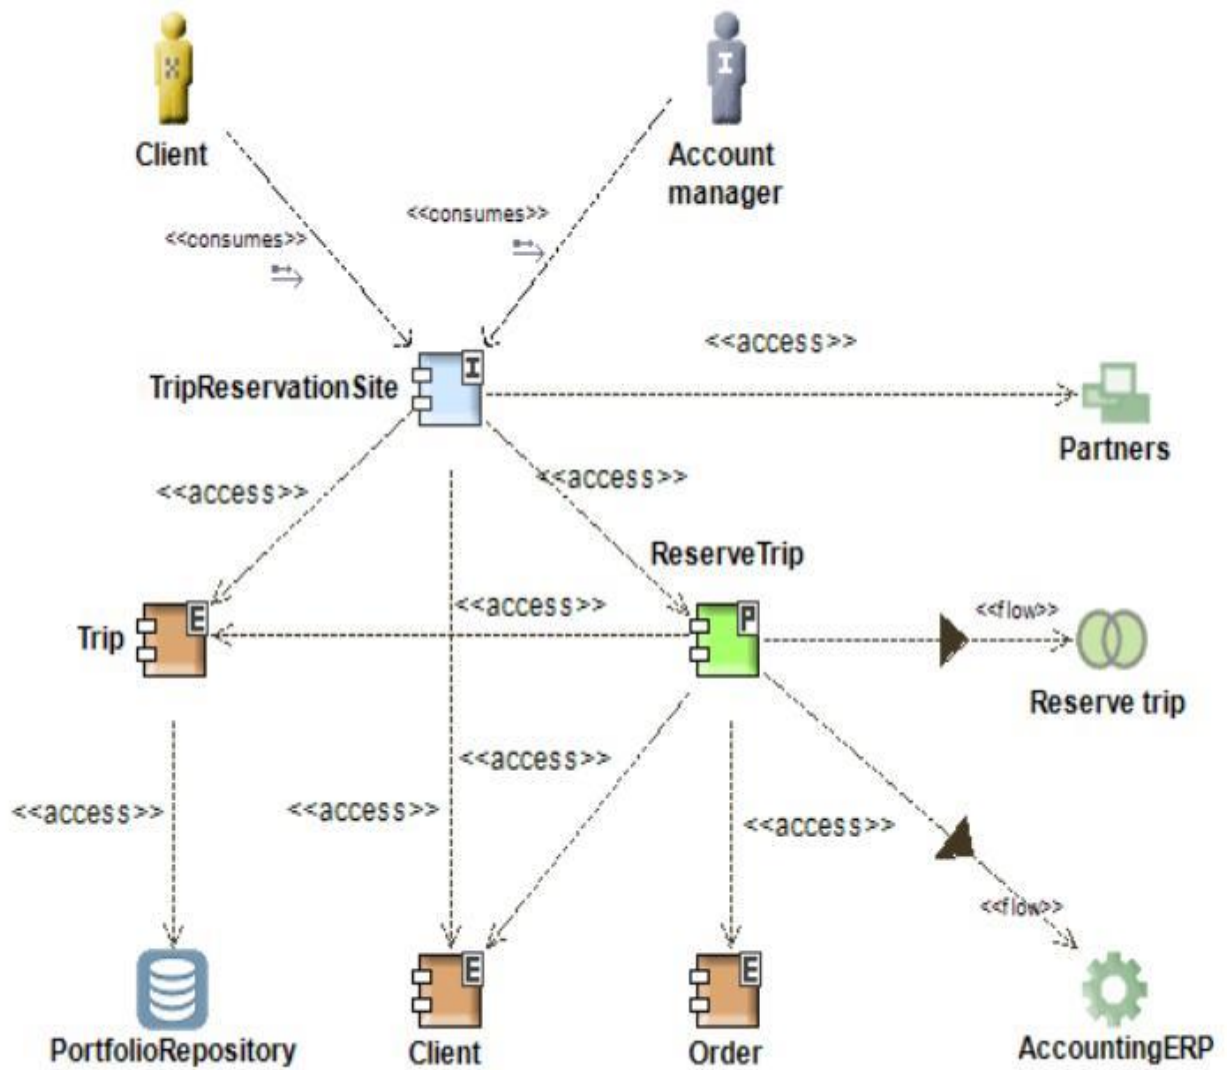 X
I
Client
Account
manager
<<consumes>>
<<consumes>>
<<access>>
I
TripReservationSite
Partners
<<access>>
<<access>>
ReserveTrip
E
<<access>>
P
<<flow>>
Trip
Reserve trip
<<access>>
<<access>>
<<access>>
<<access>>
<<flow>>
E
E
PortfolioRepository
Client
Order
AccountingERP